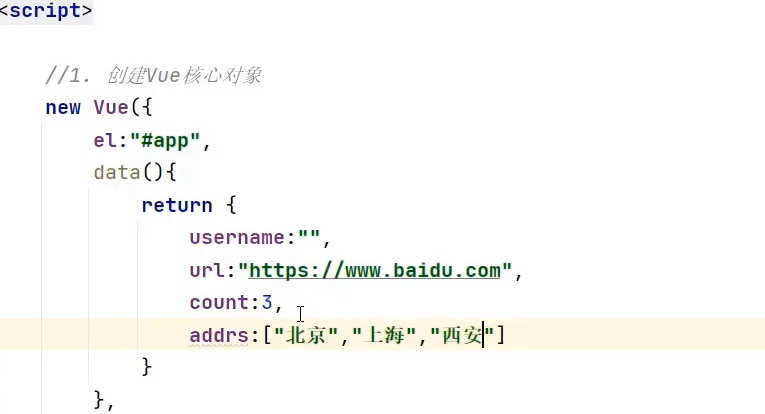 <script>
//1. 创建Vue核心对象
new Vue({
el:"#app",
data(){
return {
username:"",
url:"https://www.baidu.com",
count:3,
addrs:["北京","上海","西安"]
}
},